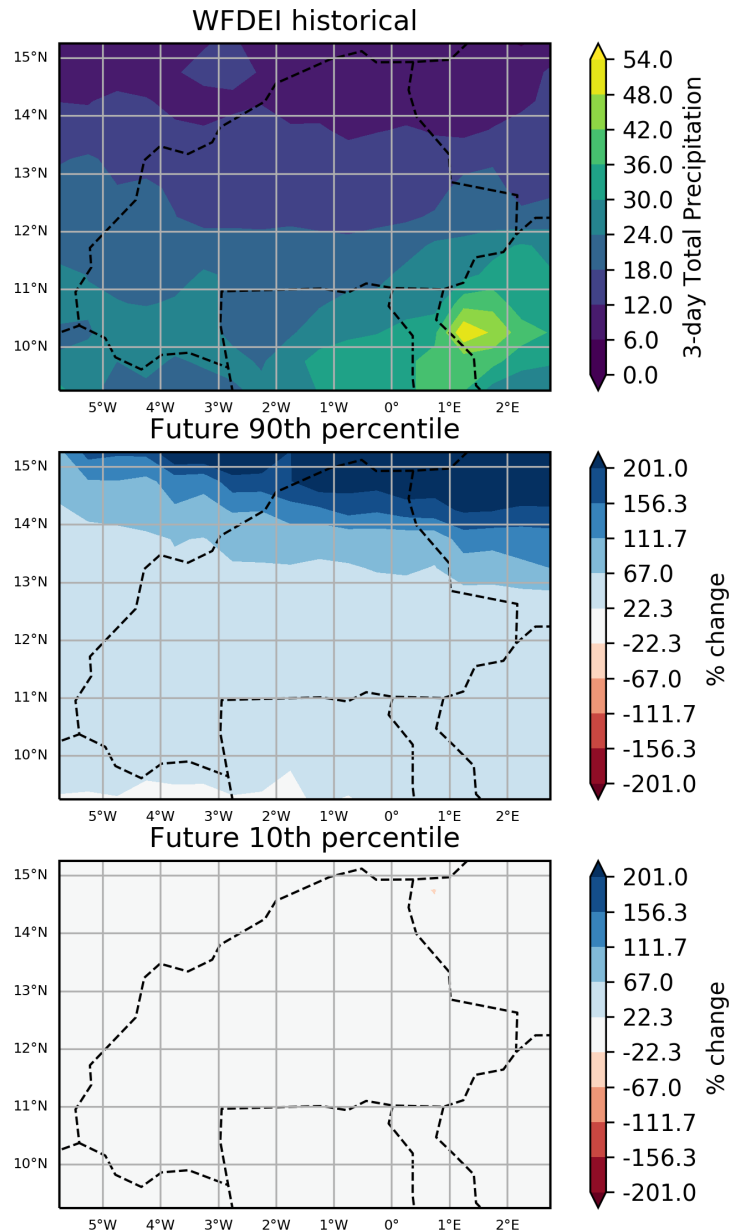 WFDEI historical
15°N
14°N
13°N
12°N
11°N
10°N
5°W 4°W 3°W 2°W 1°W 0° 1°E 2°E
54.0
48.0
42.0
36.0
30.0
24.0
18.0
12.0
6.0
0.0
3-day Total Precipitation
Future 90th percentile
15°N
14°N
13°N
12°N
11°N
10°N
5°W 4°W 3°W 2°W 1°W 0° 1°E 2°E
201.0
156.3
111.7
67.0
22.3
-22.3
-67.0
-111.7
-156.3
-201.0
% change
Future 10th percentile
15°N
14°N
13°N
12°N
11°N
10°N
5°W 4°W 3°W 2°W 1°W 0° 1°E 2°E
201.0
156.3
111.7
67.0
22.3
-22.3
-67.0
-111.7
-156.3
-201.0
% change